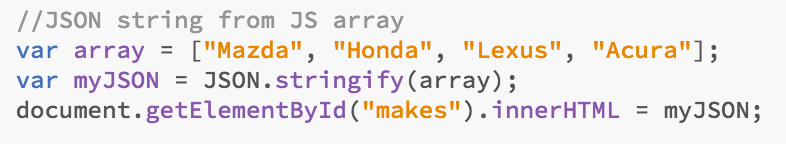 //JSON string from JS array
var array = ["Mazda", "Honda", "Lexus", "Acura"];
var myJSON = JSON.stringify(array);
document.getElementById("makes").innerHTML = myJSON;